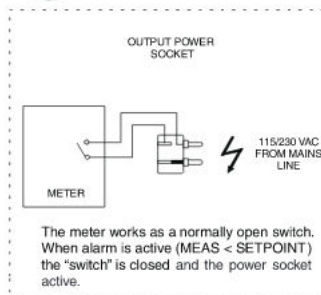 OUTPUT POWER
SOCKET
115/230 VAC
FROM MAINS
LINE
METER
The meter works as a normally open switch.
When alarm is active (MEAS < SETPOINT)
the "switch" is closed and the power socket
active.